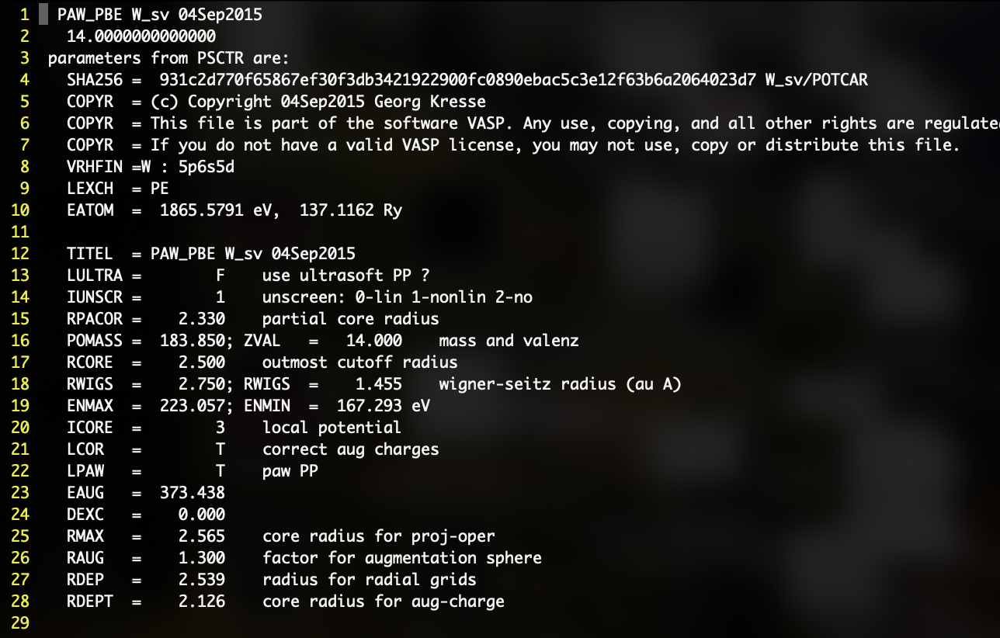 1 PAW_PBE W_sv 04Sep2015
2 14.0000000000000
3 parameters from PSCTR are:
4 SHA256 = 931c2d770f65867ef30f3db3421922900fc0890ebac5c3e12f63b6a2064023d7 W_sv/POTCAR
5 COPYR = (c) Copyright 04Sep2015 Georg Kresse
6 COPYR = This file is part of the software VASP. Any use, copying, and all other rights are regulate
7 COPYR = If you do not have a valid VASP license, you may not use, copy or distribute this file.
8 VRHFIN =W : 5p6s5d
9 LEXCH = PE
10 EATOM = 1865.5791 eV, 137.1162 Ry
11
12 TITEL = PAW_PBE W_sv 04Sep2015
13 LULTRA = F use ultrasoft PP ?
14 IUNSCR = 1 unscreen: 0-lin 1-nonlin 2-no
15 RPACOR = 2.330 partial core radius
16 POMASS = 183.850; ZVAL = 14.000 mass and valenz
17 RCORE = 2.500 outmost cutoff radius
18 RWIGS = 2.750; RWIGS = 1.455 wigner-seitz radius (au A)
19 ENMAX = 223.057; ENMIN = 167.293 eV
20 ICORE = 3 local potential
21 LCOR = T correct aug charges
22 LPAW = T paw PP
23 EAUG = 373.438
24 DEXC = 0.000
25 RMAX = 2.565 core radius for proj-oper
26 RAUG = 1.300 factor for augmentation sphere
27 RDEP = 2.539 radius for radial grids
28 RDEPT = 2.126 core radius for aug-charge
29